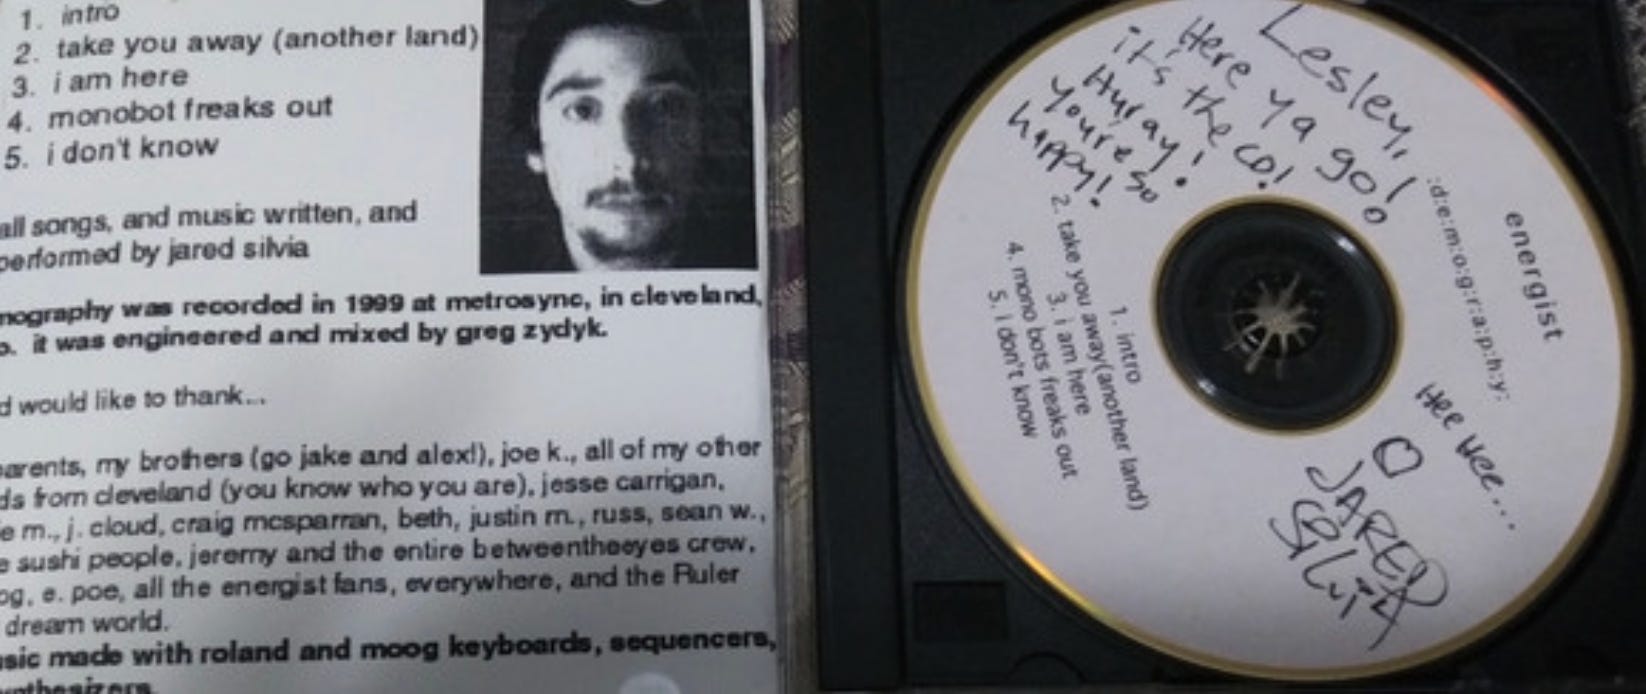 1. intro
2. take you away (another land)
3. i am here
4. monobot freaks out
5. i don't know
all songs, and music written, and
performed by jared silvia
nography was recorded in 1999 at metrosync, in cleveland,
o. it was engineered and mixed by greg zydyk.
d would like to thank...
parents, my brothers (go jake and alex!), joe k., all of my other
ds from cleveland (you know who you are), jesse carrigan,
e m., j. cloud, craig mcsparran, beth, justin m., russ, sean w.,
e sushi people, jeremy and the entire betweentheeyes crew,
og, e. poe, all the energist fans, everywhere, and the Ruler
dream world.
usic made with roland and moog keyboards, sequencers,
ynthesizers.
Lesley,
Here ya go!
it's the CD!
Huray!
you're so
happy!
energist
:d:e:m:o:g:r:a:p:h:y:
1. intro
2. take you away(another land)
3. i am here
4. mono bots freaks out
5. I don't know
Hee Hee...
JARED
SilviA